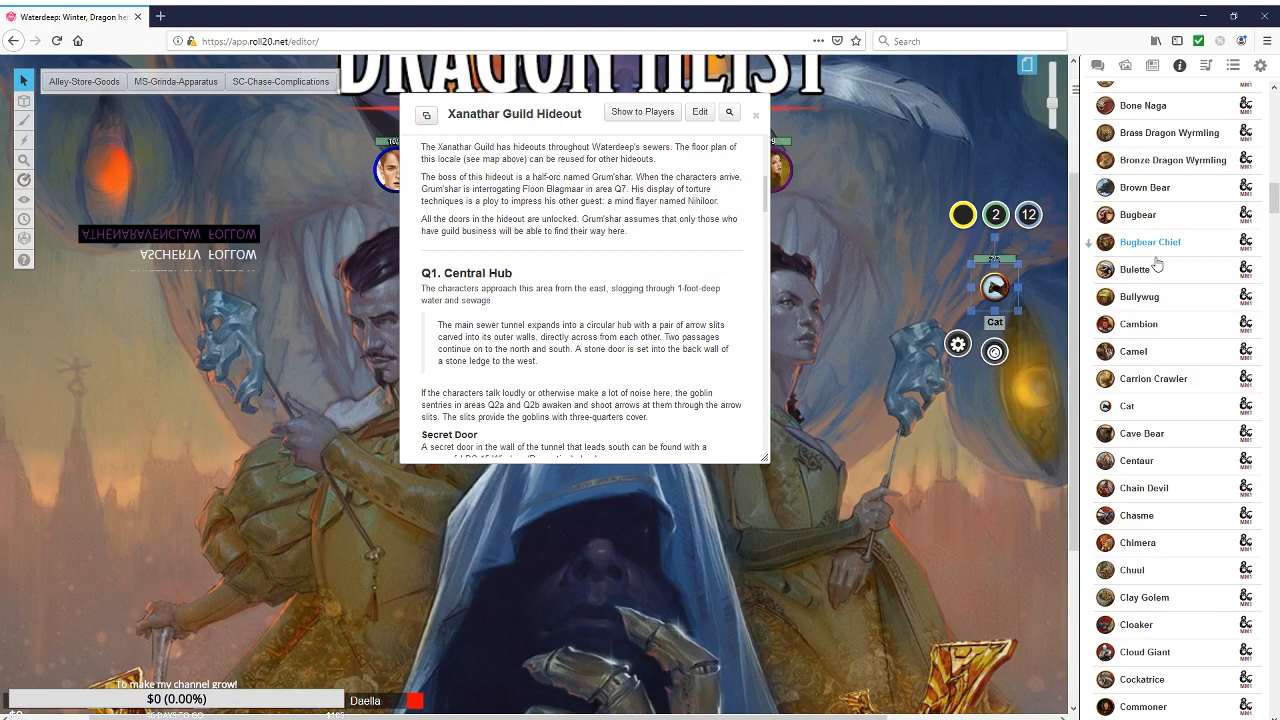 Waterdeep: Winter, Dragon hei
https://app.roll20.net/editor/
Search
Alley-Store-Goods
MS-Grinda-Apparatus
SC-Chase-Complications
DRAGON HEIST
Xanathar Guild Hideout
Show to Players
Edit
The Xanathar Guild has hideouts throughout Waterdeep's sewers. The floor plan of
this locale (see map above) can be reused for other hideouts.
The boss of this hideout is a half-orc named Grum'shar. When the characters arrive,
Grum'shar is interrogating Floon Blagmaar in area Q7. His display of torture
techniques is a ploy to impress his other guest: a mind flayer named Nihiloor.
All the doors in the hideout are unlocked. Grum'shar assumes that only those who
have guild business will be able to find their way here.
Q1. Central Hub
The characters approach this area from the east, slogging through 1-foot-deep
water and sewage.
The main sewer tunnel expands into a circular hub with a pair of arrow slits
carved into its outer walls, directly across from each other. Two passages
continue on to the north and south. A stone door is set into the back wall of
a stone ledge to the west.
If the characters talk loudly or otherwise make a lot of noise here, the goblin
sentries in areas Q2a and Q2b awaken and shoot arrows at them through the arrow
slits. The slits provide the goblins with three-quarters cover.
Secret Door
A secret door in the wall of the tunnel that leads south can be found with a
ATHENARAVENCLAW FOLLOW
ASCHERTV FOLLOW
2
12
Cat
Bone Naga
Brass Dragon Wyrmling
Bronze Dragon Wyrmling
Brown Bear
Bugbear
Bugbear Chief
Bulette
Bullywug
Cambion
Camel
Carrion Crawler
Cat
Cave Bear
Centaur
Chain Devil
Chasme
Chimera
Chuul
Clay Golem
Cloaker
Cloud Giant
Cockatrice
Commoner
To make my channel grow!
$0 (0.00%)
Daella